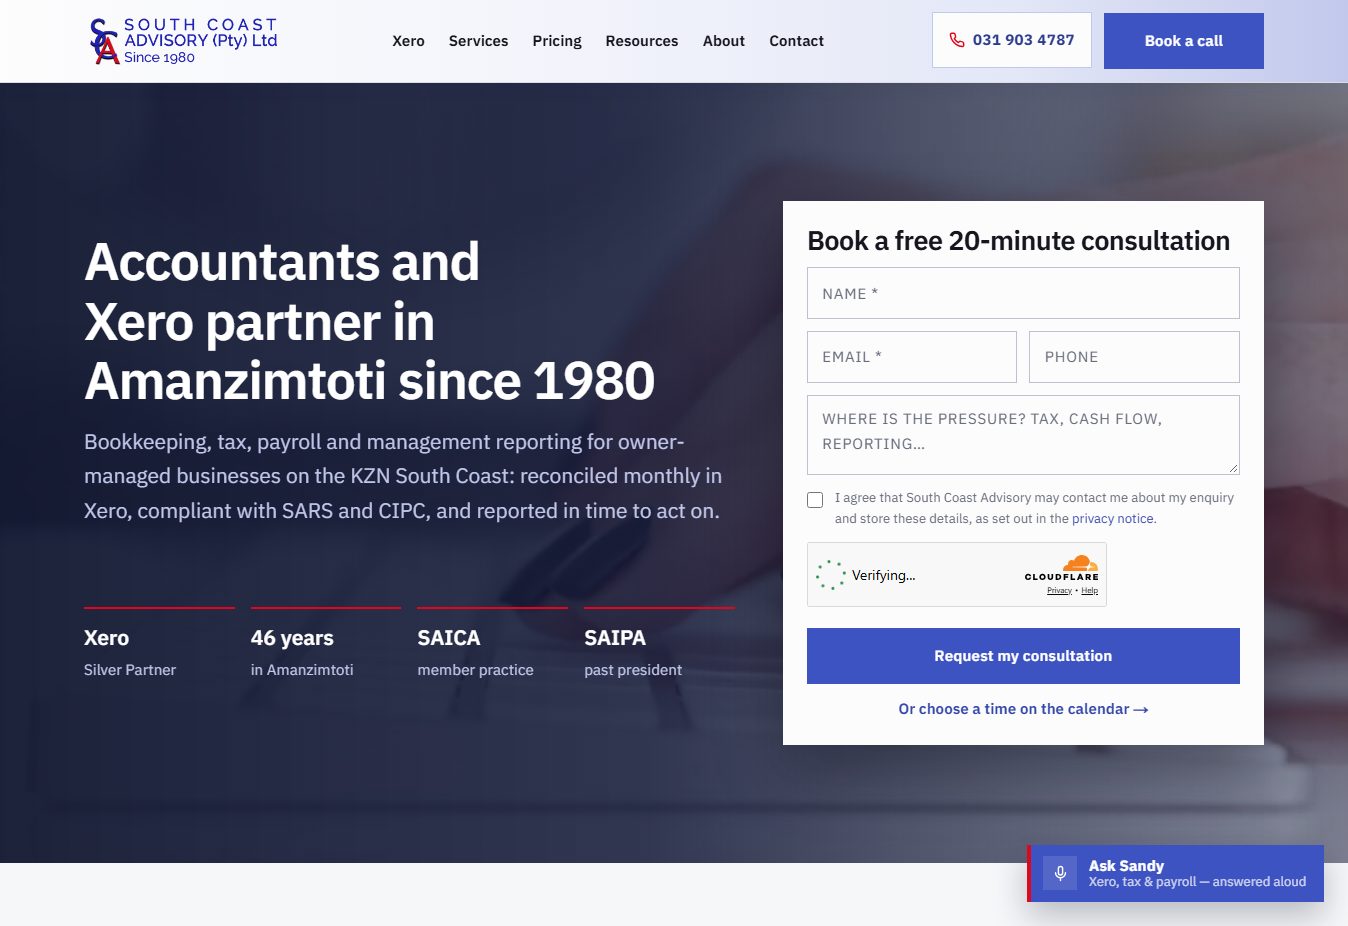 SCA
SOUTH COAST
ADVISORY (Pty) Ltd
Since 1980
Xero
Services
Pricing
Resources
About
Contact
031 903 4787
Book a call
Accountants and
Xero partner in
Amanzimtoti since 1980
Bookkeeping, tax, payroll and management reporting for owner-
managed businesses on the KZN South Coast: reconciled monthly in
Xero, compliant with SARS and CIPC, and reported in time to act on.
Xero
Silver Partner
46 years
in Amanzimtoti
SAICA
member practice
SAIPA
past president
Book a free 20-minute consultation
NAME *
EMAIL *
PHONE
WHERE IS THE PRESSURE? TAX, CASH FLOW,
REPORTING...
I agree that South Coast Advisory may contact me about my enquiry
and store these details, as set out in the privacy notice.
Verifying...
CLOUDFLARE
Privacy • Help
Request my consultation
Or choose a time on the calendar →
Ask Sandy
Xero, tax & payroll — answered aloud